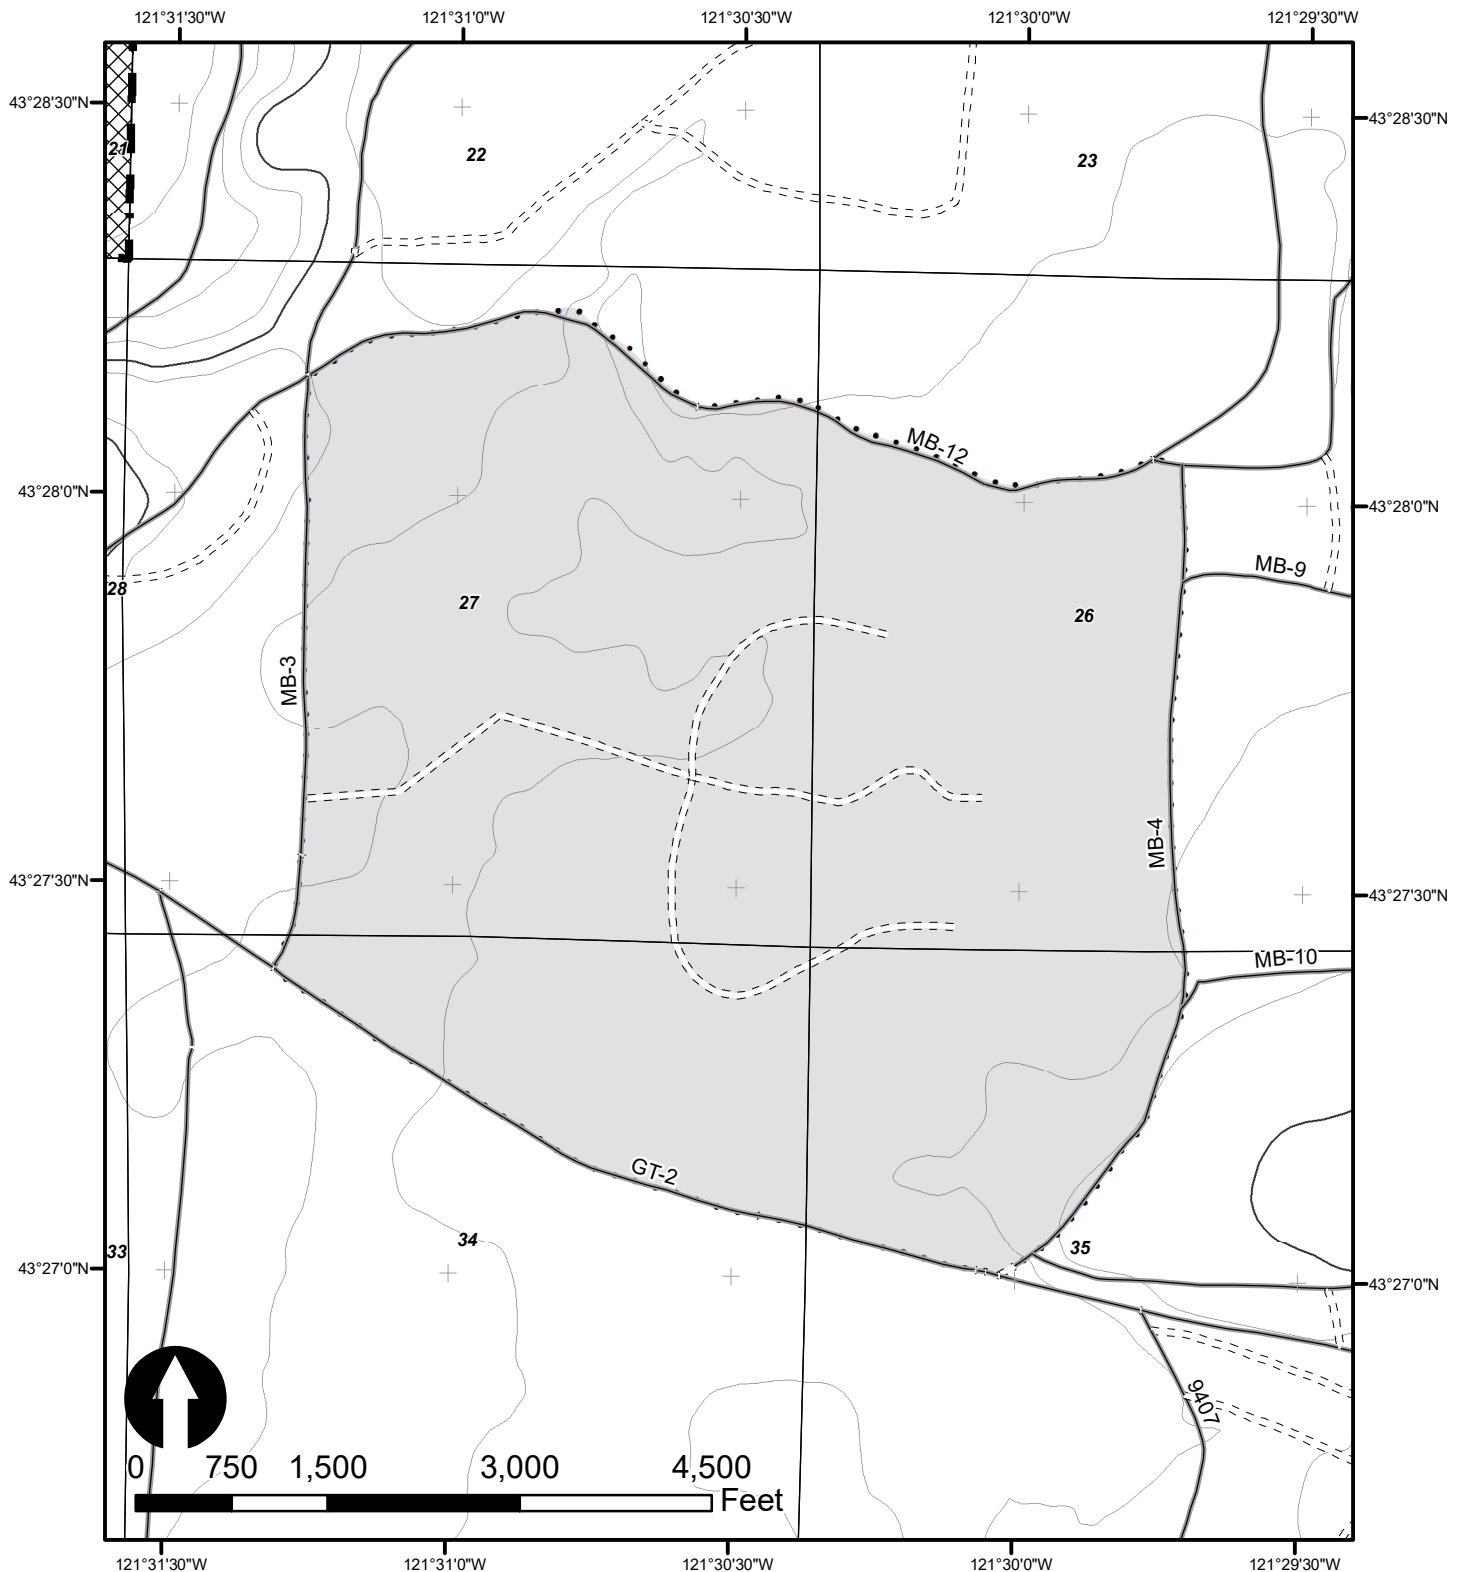 121°31'30"W 121°31'0"W 121°30'30"W 121°30'0"W 121°29'30"W
43°28'30"N 43°28'30"N
21 22 23
MB-12
43°28'0"N 43°28'0"N
MB-9
28 27 26
MB-3
MB-4
43°27'30"N 43°27'30"N
MB-10
GT-2
33 34 35
43°27'0"N 43°27'0"N
9407
0 750 1,500 3,000 4,500
Feet
121°31'30"W 121°31'0"W 121°30'30"W 121°30'0"W 121°29'30"W